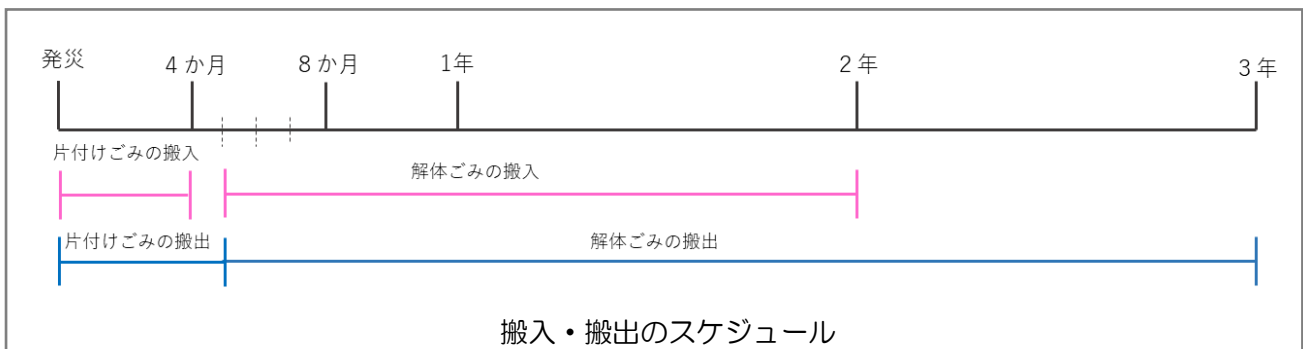 発災 4か月 8か月 1年 2年 3年
片付けごみの搬入
解体ごみの搬入
片付けごみの搬出 解体ごみの搬出
搬入・搬出のスケジュール